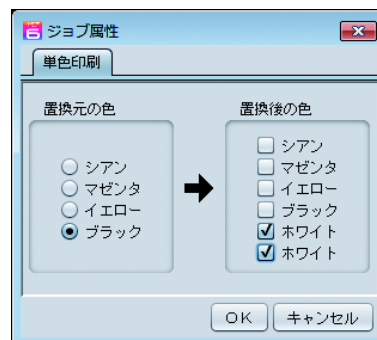 ジョブ属性
単色印刷
置換元の色
置換後の色
シアン
マゼンタ
イエロー
ブラック
シアン
マゼンタ
イエロー
ブラック
ホワイト
ホワイト
OK
キャンセル